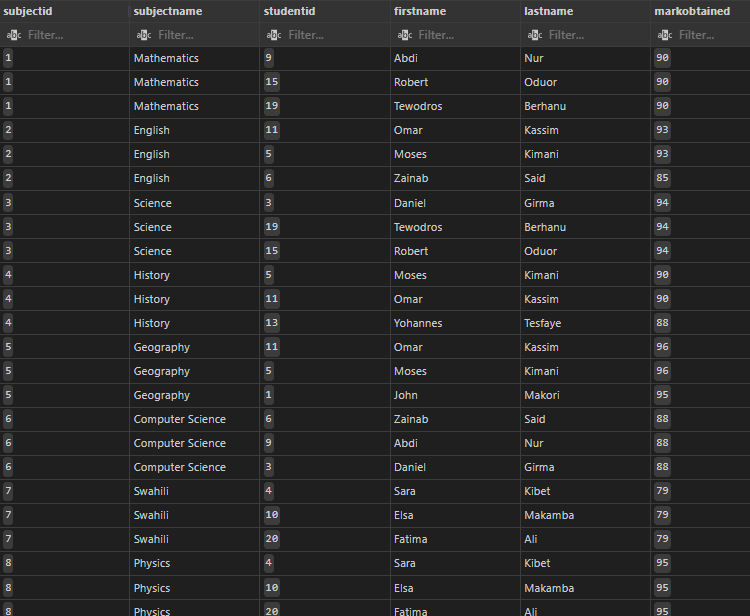 subjectid subjectname studentid firstname lastname markobtained
abc Filter... abc Filter... abc Filter... abc Filter... abc Filter... abc Filter...
1 Mathematics 9 Abdi Nur 90
1 Mathematics 15 Robert Oduor 90
1 Mathematics 19 Tewodros Berhanu 90
2 English 11 Omar Kassim 93
2 English 5 Moses Kimani 93
2 English 6 Zainab Said 85
3 Science 3 Daniel Girma 94
3 Science 19 Tewodros Berhanu 94
3 Science 15 Robert Oduor 94
4 History 5 Moses Kimani 90
4 History 11 Omar Kassim 90
4 History 13 Yohannes Tesfaye 88
5 Geography 11 Omar Kassim 96
5 Geography 5 Moses Kimani 96
5 Geography 1 John Makori 95
6 Computer Science 6 Zainab Said 88
6 Computer Science 9 Abdi Nur 88
6 Computer Science 3 Daniel Girma 88
7 Swahili 4 Sara Kibet 79
7 Swahili 10 Elsa Makamba 79
7 Swahili 20 Fatima Ali 79
8 Physics 4 Sara Kibet 95
8 Physics 10 Elsa Makamba 95
8 Physics 20 Fatima Ali 95